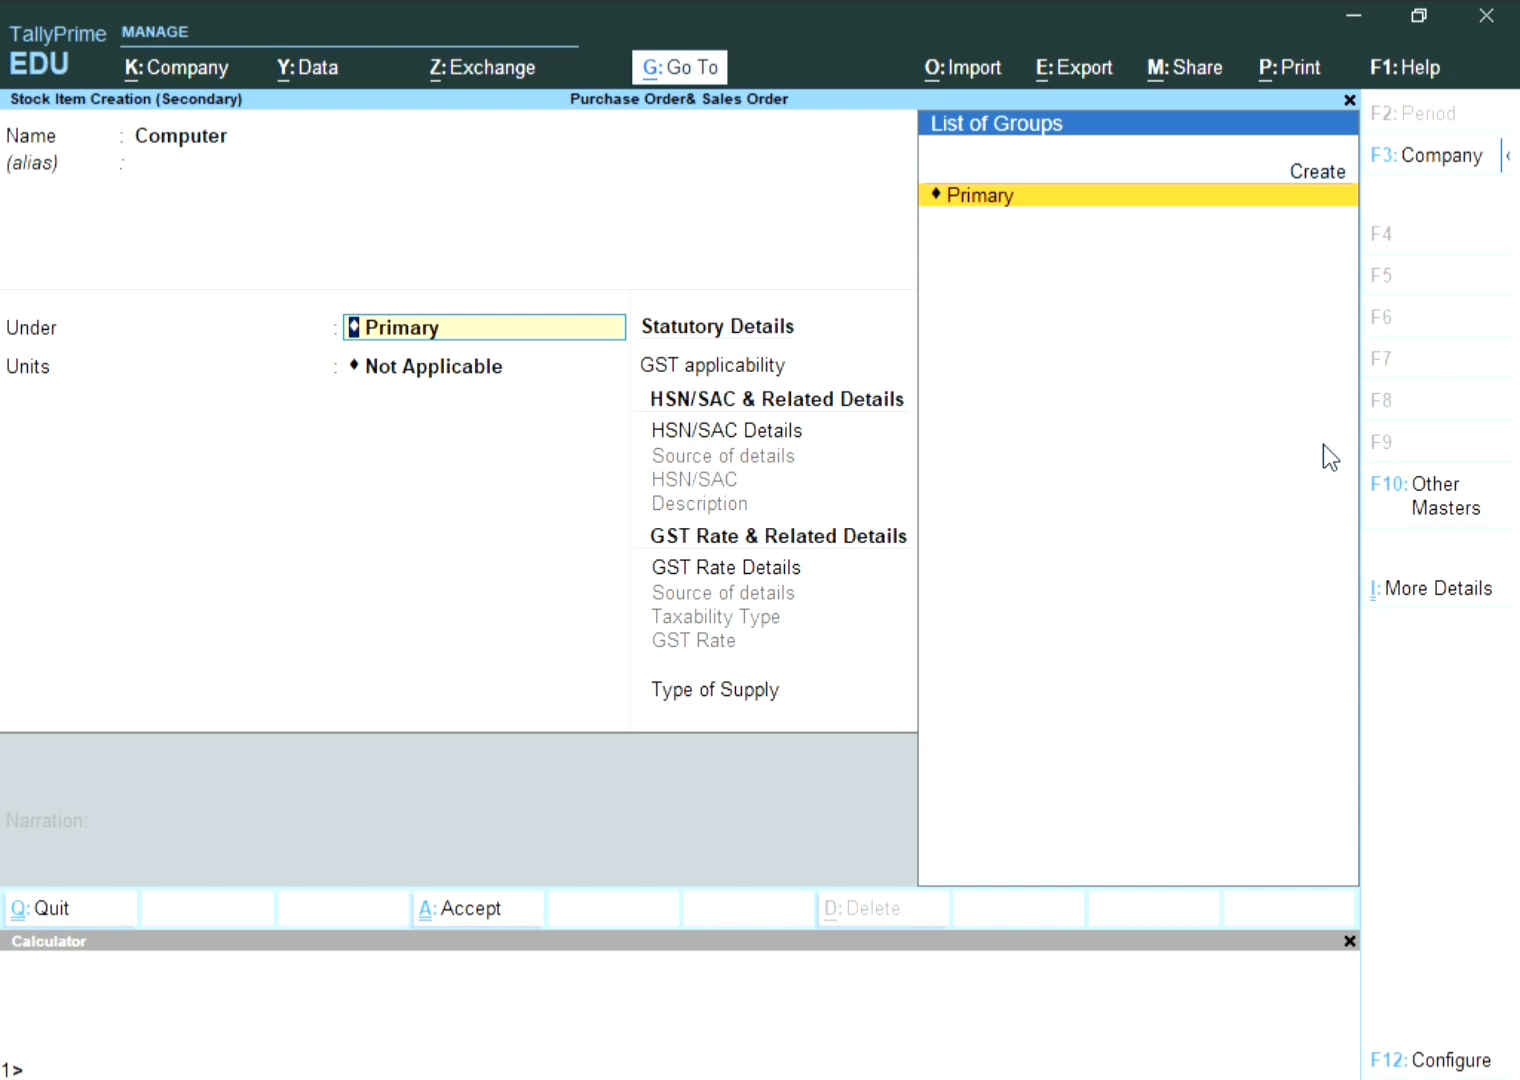 TallyPrime MANAGE
EDU K: Company Y: Data Z: Exchange G: Go To O: Import E: Export M: Share P: Print F1: Help
Stock Item Creation (Secondary) Purchase Order& Sales Order
Name : Computer
(alias) :
List of Groups
Create
♦ Primary
Under : ♦ Primary
Units : ♦ Not Applicable
Statutory Details
GST applicability
HSN/SAC & Related Details
HSN/SAC Details
Source of details
HSN/SAC
Description
GST Rate & Related Details
GST Rate Details
Source of details
Taxability Type
GST Rate
Type of Supply
Narration:
F2: Period
F3: Company
F4
F5
F6
F7
F8
F9
F10: Other
Masters
I: More Details
F12: Configure
Q: Quit A: Accept D: Delete
Calculator
1>